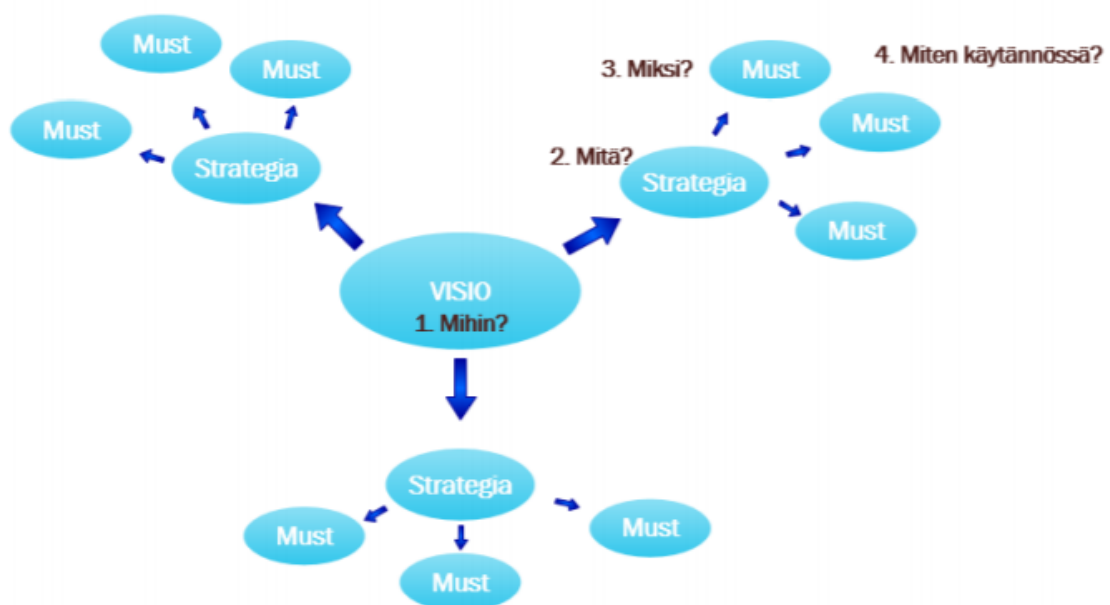 Must
Must
Must
Strategia
3. Miksi?
Must
4. Miten käytännössä?
Must
2. Mitä?
Strategia
Must
VISIO
1. Mihin?
Strategia
Must
Must
Must